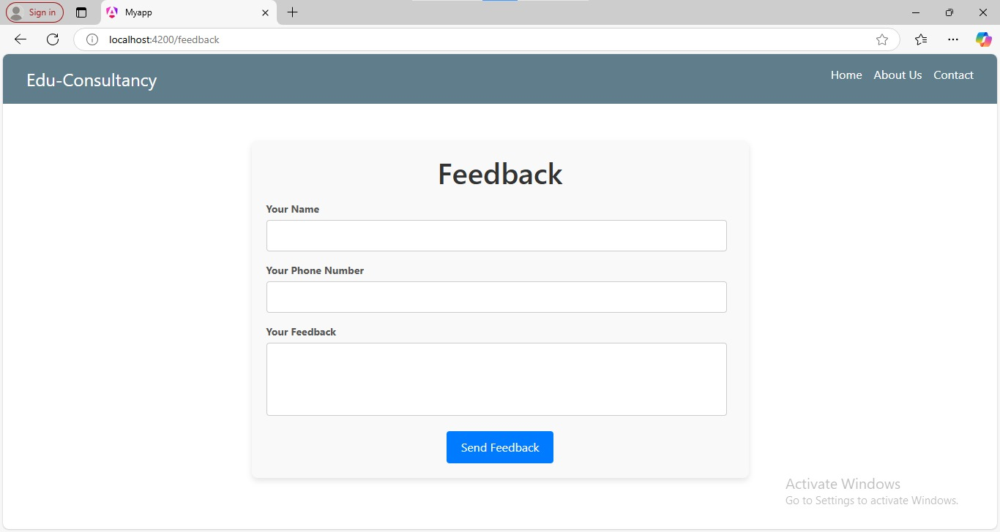 Sign in
Myapp
localhost:4200/feedback
Edu-Consultancy
Home About Us Contact
Feedback
Your Name
Your Phone Number
Your Feedback
Send Feedback
Activate Windows
Go to Settings to activate Windows.